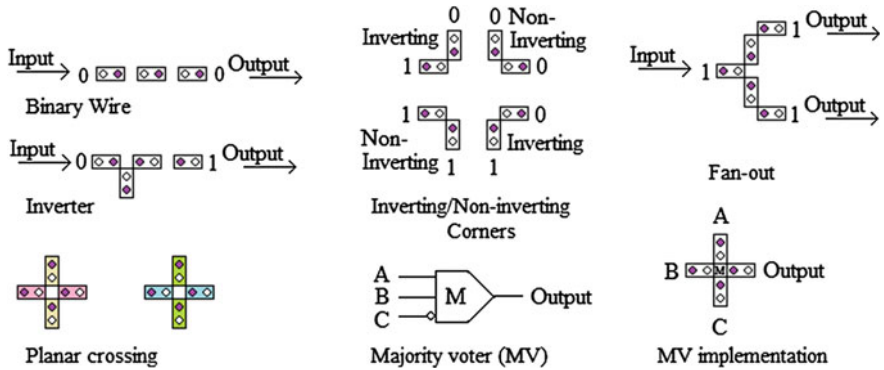 Input 0 0 Output
Binary Wire
Input 0 1 Output
Inverter
Planar crossing
0 0 Non-
Inverting Inverting
1 0
1 0
Non- Inverting
Inverting 1 1
Inverting/Non-inverting
Corners
A
B M Output
C
Majority voter (MV)
1 Output
Input 1
1 Output
Fan-out
A
B M Output
C
MV implementation